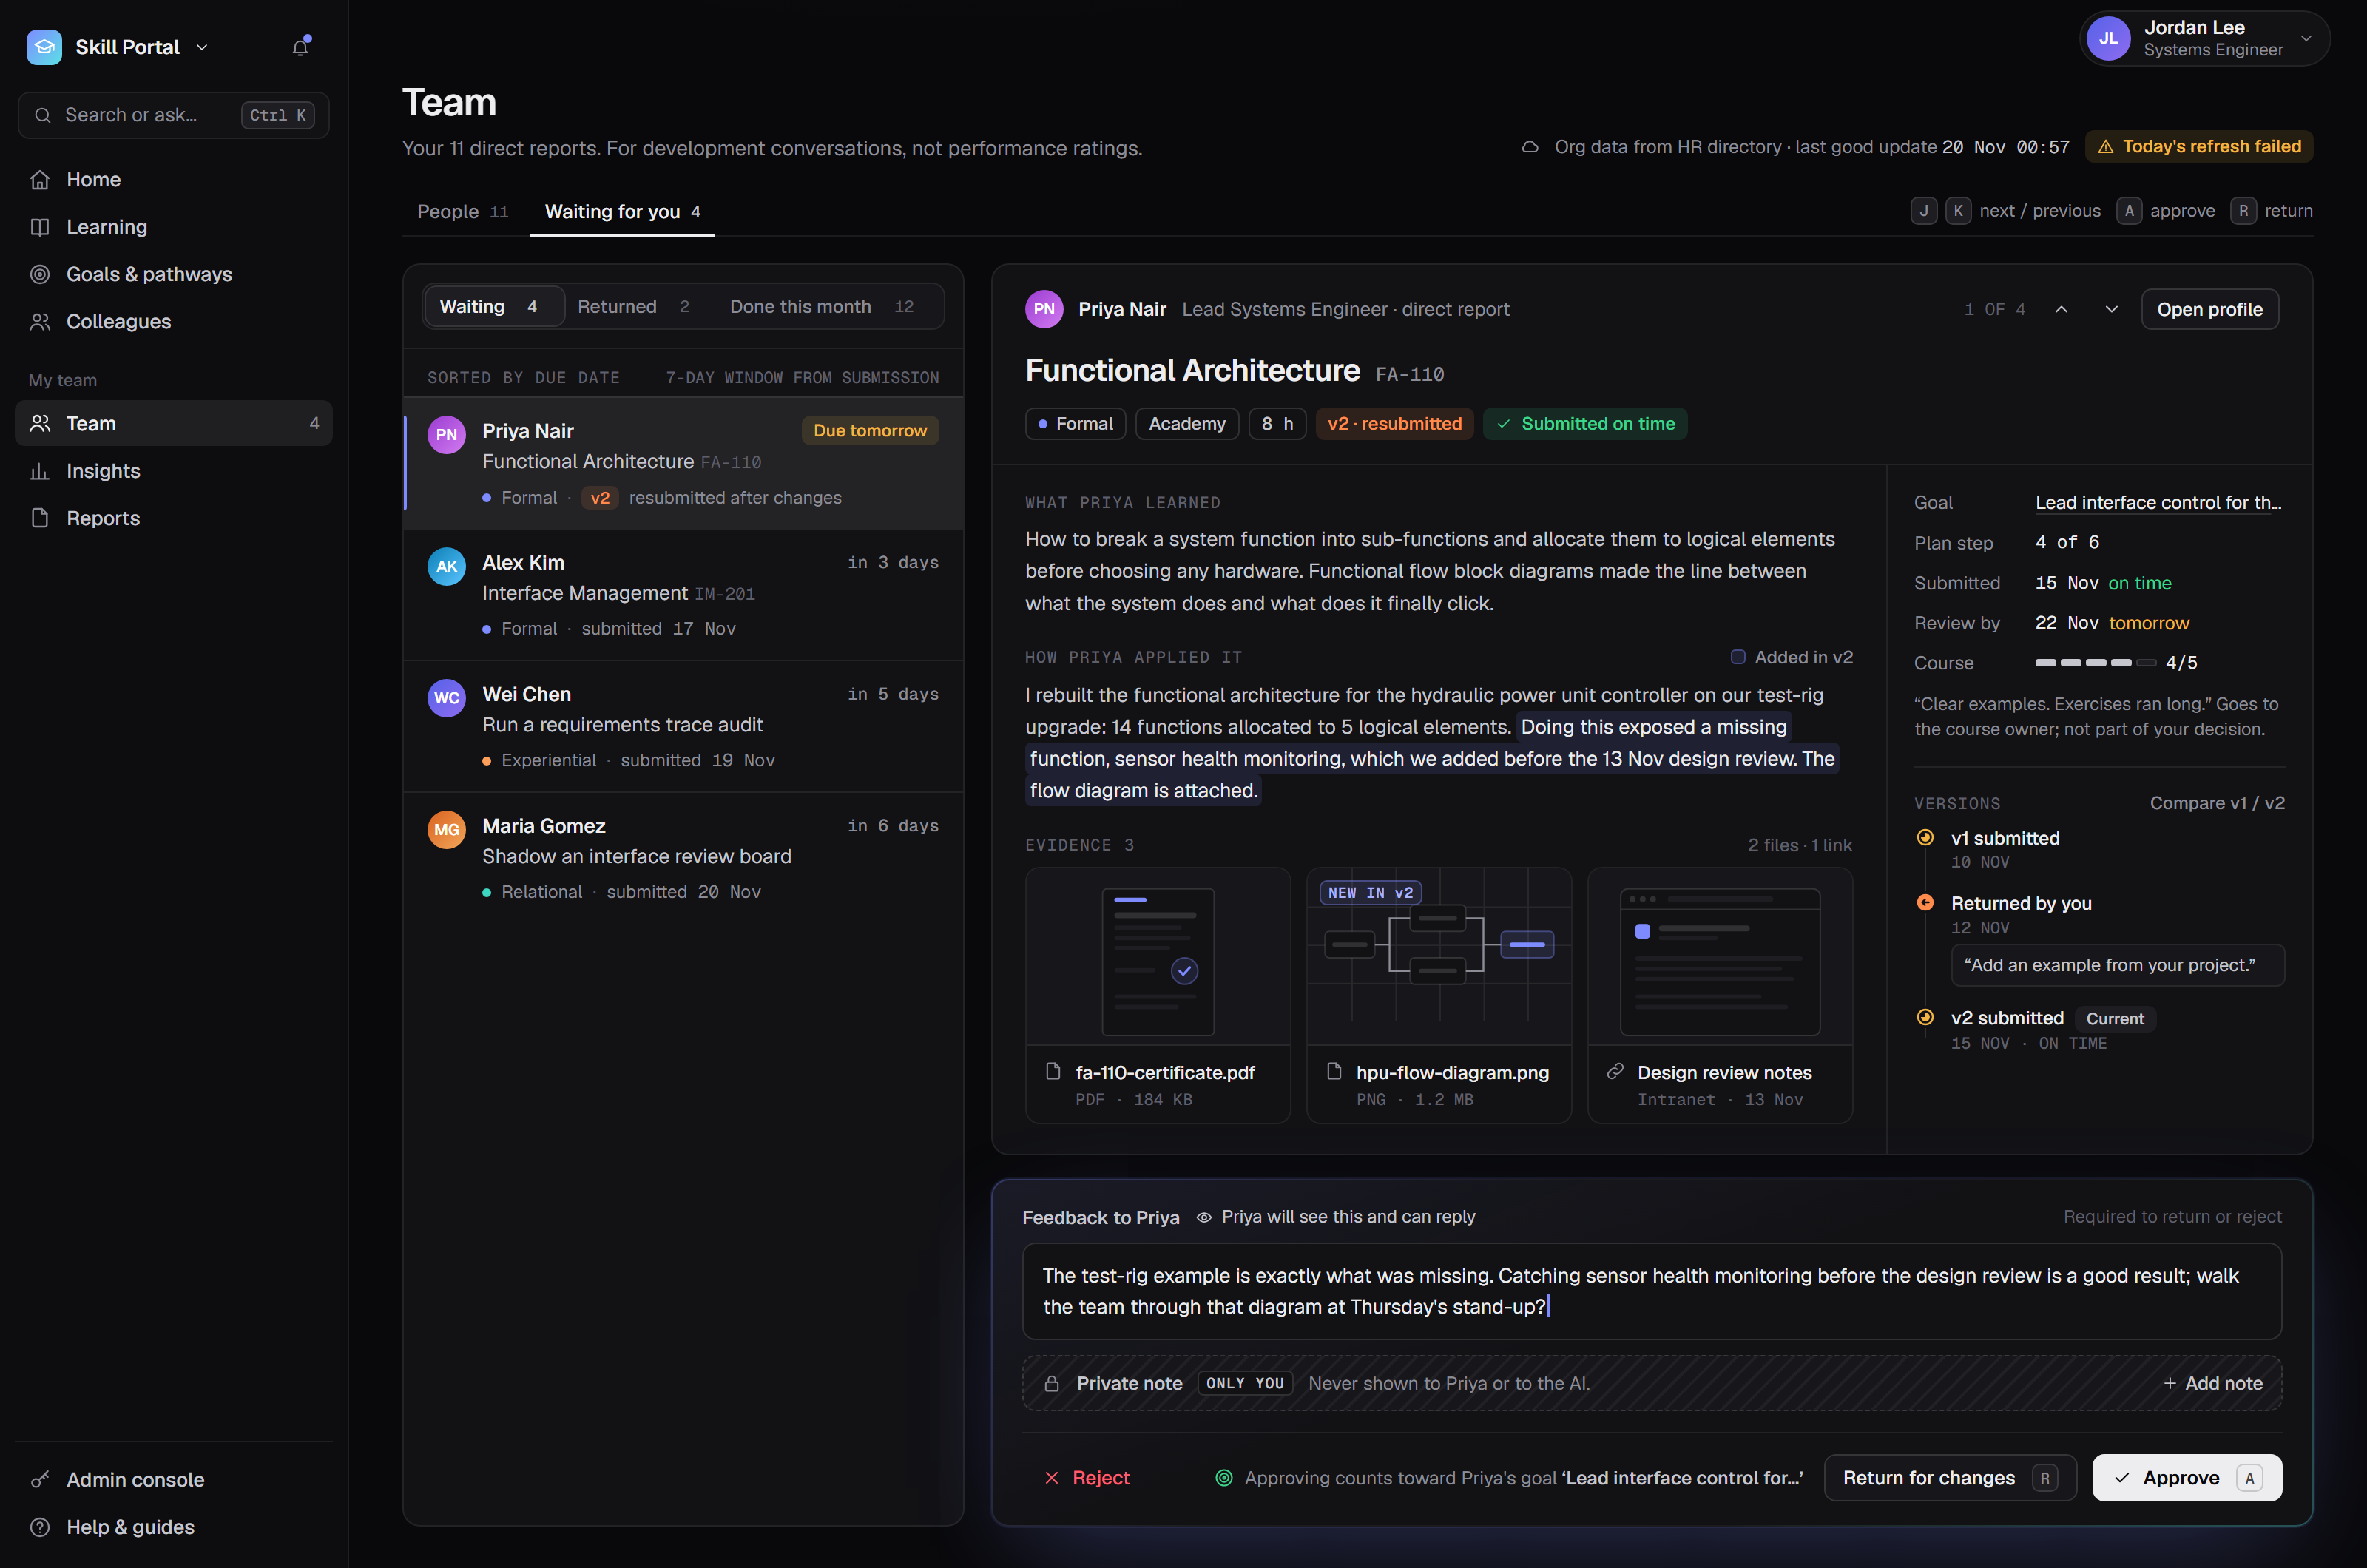 Skill Portal
Search or ask... Ctrl K
Home
Learning
Goals & pathways
Colleagues
My team
Team 4
Insights
Reports
Admin console
Help & guides
JL Jordan Lee
Systems Engineer
Team
Your 11 direct reports. For development conversations, not performance ratings.
Org data from HR directory · last good update 20 Nov 00:57 Today's refresh failed
People 11 Waiting for you 4
J K next / previous A approve R return
Waiting 4 Returned 2 Done this month 12
SORTED BY DUE DATE 7-DAY WINDOW FROM SUBMISSION
PN Priya Nair Due tomorrow
Functional Architecture FA-110
Formal · v2 resubmitted after changes
AK Alex Kim in 3 days
Interface Management IM-201
Formal · submitted 17 Nov
WC Wei Chen in 5 days
Run a requirements trace audit
Experiential · submitted 19 Nov
MG Maria Gomez in 6 days
Shadow an interface review board
Relational · submitted 20 Nov
PN Priya Nair Lead Systems Engineer · direct report 1 OF 4 Open profile
Functional Architecture FA-110
Formal Academy 8 h v2 · resubmitted Submitted on time
WHAT PRIYA LEARNED
How to break a system function into sub-functions and allocate them to logical elements
before choosing any hardware. Functional flow block diagrams made the line between
what the system does and what does it finally click.
HOW PRIYA APPLIED IT Added in v2
I rebuilt the functional architecture for the hydraulic power unit controller on our test-rig
upgrade: 14 functions allocated to 5 logical elements. Doing this exposed a missing
function, sensor health monitoring, which we added before the 13 Nov design review. The
flow diagram is attached.
EVIDENCE 3 2 files · 1 link
NEW IN v2
fa-110-certificate.pdf
PDF · 184 KB
hpu-flow-diagram.png
PNG · 1.2 MB
Design review notes
Intranet · 13 Nov
Goal Lead interface control for th...
Plan step 4 of 6
Submitted 15 Nov on time
Review by 22 Nov tomorrow
Course 4/5
“Clear examples. Exercises ran long.” Goes to
the course owner; not part of your decision.
VERSIONS Compare v1 / v2
v1 submitted
10 NOV
Returned by you
12 NOV
“Add an example from your project.”
v2 submitted Current
15 NOV · ON TIME
Feedback to Priya Priya will see this and can reply Required to return or reject
The test-rig example is exactly what was missing. Catching sensor health monitoring before the design review is a good result; walk
the team through that diagram at Thursday's stand-up?
Private note ONLY YOU Never shown to Priya or to the AI. + Add note
Reject Approving counts toward Priya's goal ‘Lead interface control for...’ Return for changes R Approve A